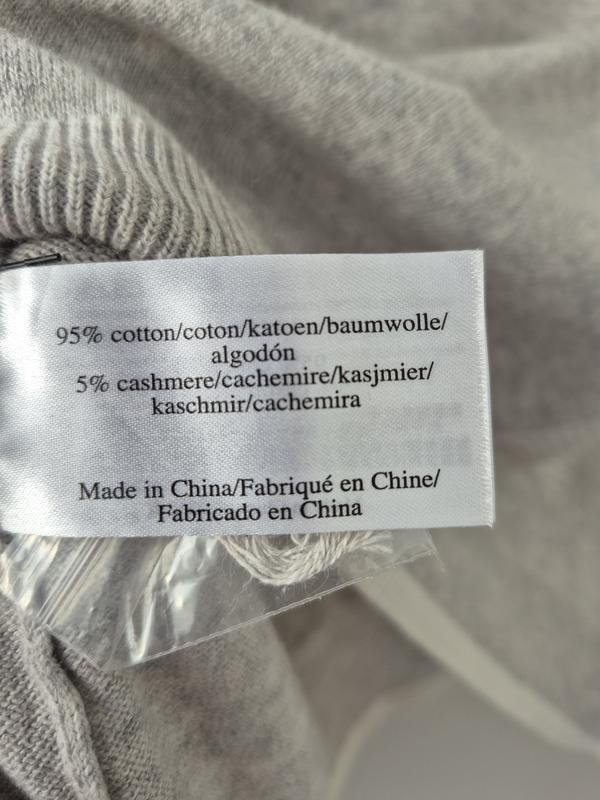 95% cotton/coton/katoen/baumwolle/
algodón
5% cashmere/cachemire/kasjmier/
kaschmir/cachemira
Made in China/Fabriqué en Chine/
Fabricado en China